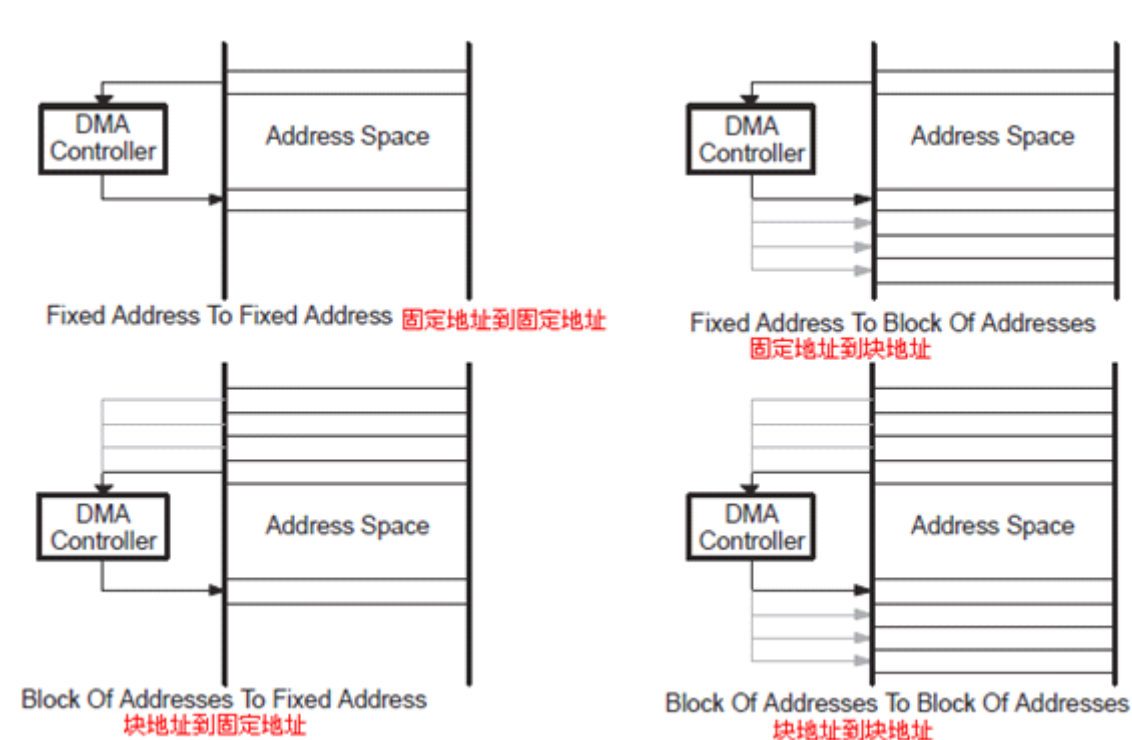 DMA
Controller
Address Space
Fixed Address To Fixed Address 固定地址到固定地址
DMA
Controller
Address Space
Fixed Address To Block Of Addresses
固定地址到块地址
DMA
Controller
Address Space
Block Of Addresses To Fixed Address
块地址到固定地址
DMA
Controller
Address Space
Block Of Addresses To Block Of Addresses
块地址到块地址